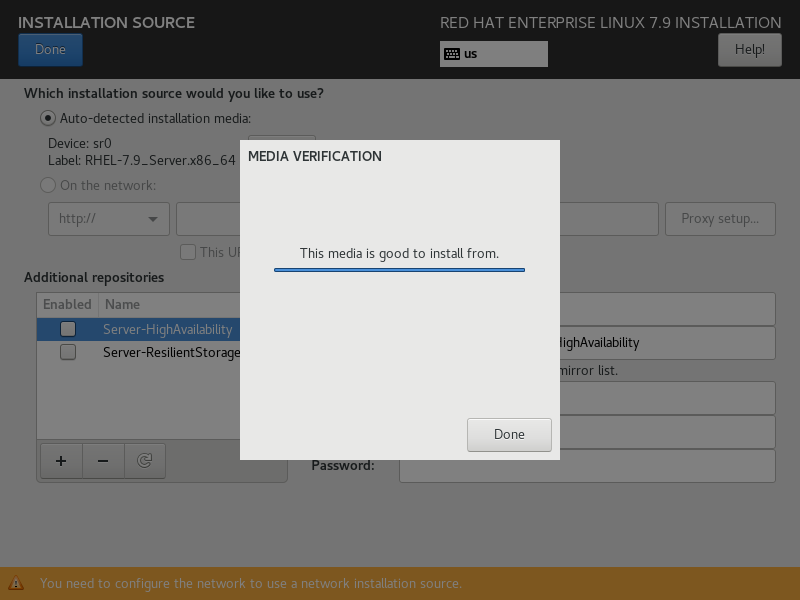 INSTALLATION SOURCE
RED HAT ENTERPRISE LINUX 7.9 INSTALLATION
Done
us
Help!
Which installation source would you like to use?
Auto-detected installation media:
Device: sr0
Label: RHEL-7.9_Server.x86_64
On the network:
http://
Proxy setup...
This
Additional repositories
Enabled
Name
Server-HighAvailability
Server-ResilientStorage
HighAvailability
mirror list.
Password:
MEDIA VERIFICATION
This media is good to install from.
Done
You need to configure the network to use a network installation source.